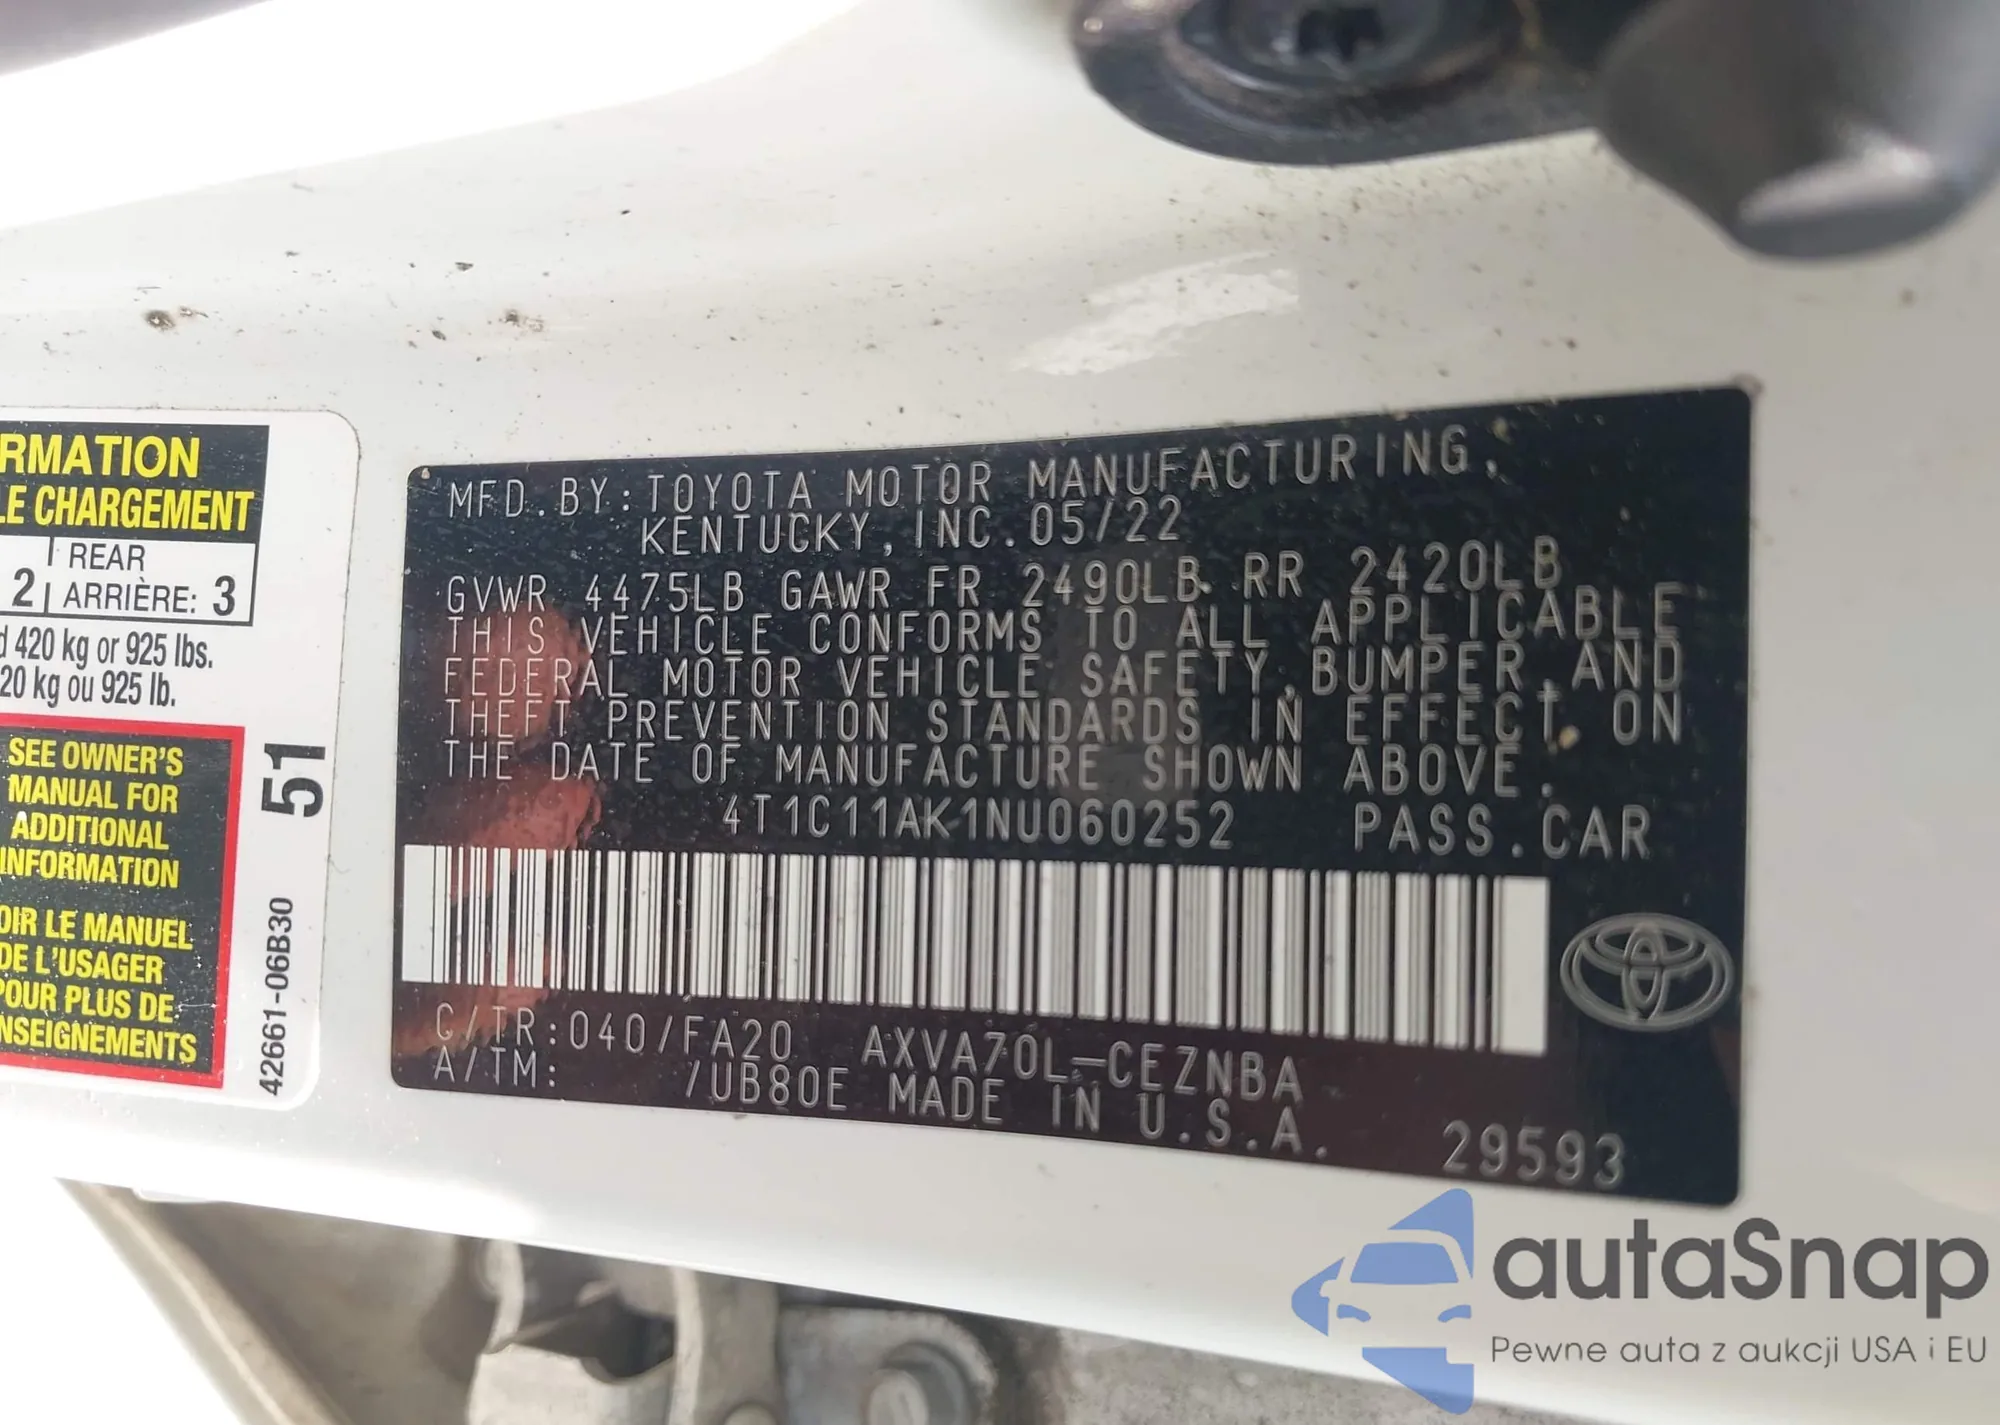 RMATION
LE CHARGEMENT
2 REAR
ARRIÈRE: 3
d 420 kg or 925 lbs.
20 kg ou 925 lb.
SEE OWNER'S
MANUAL FOR
ADDITIONAL
INFORMATION
OIR LE MANUEL
DE L'USAGER
POUR PLUS DE
NSEIGNEMENTS
51
42661-06B30
MFD.BY:TOYOTA MOTOR MANUFACTURING,
KENTUCKY,INC.05/22
GVWR 4475LB GAWR FR 2490LB RR 2420LB
THIS VEHICLE CONFORMS TO ALL APPLICABLE
FEDERAL MOTOR VEHICLE SAFETY,BUMPER,AND
THEFT PREVENTION STANDARDS IN EFFECT ON
THE DATE OF MANUFACTURE SHOWN ABOVE.
4T1C11AK1NU060252 PASS.CAR
C/TR:040/FA20 AXVA70L-CEZNBA
A/TM: /UB80E MADE IN U.S.A.
29593
autaSnap
Pewne auta z aukcji USA i EU